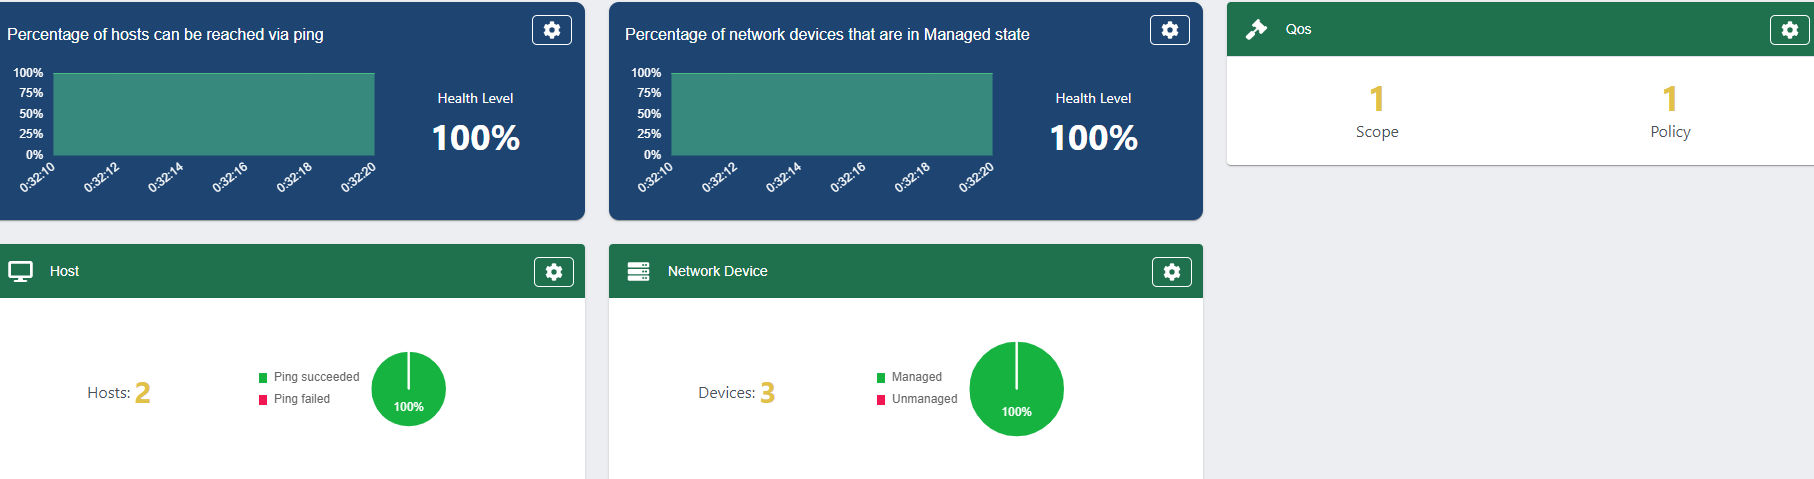 Percentage of hosts can be reached via ping
100%
75%
50%
25%
0%
0:32:10
0:32:12
0:32:14
0:32:16
0:32:18
0:32:20
Health Level
100%
Percentage of network devices that are in Managed state
100%
75%
50%
25%
0%
0:32:10
0:32:12
0:32:14
0:32:16
0:32:18
0:32:20
Health Level
100%
Qos
1
Scope
1
Policy
Host
Hosts: 2
Ping succeeded
Ping failed
100%
Network Device
Devices: 3
Managed
Unmanaged
100%